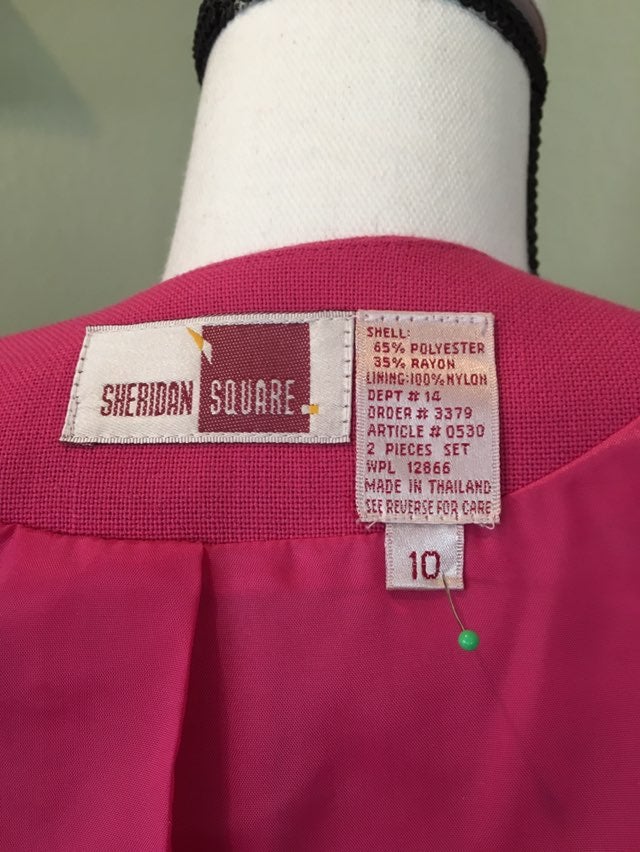 SHERIDAN SQUARE
SHELL:
65% POLYESTER
35% RAYON
LINING:100% NYLON
DEPT # 14
ORDER # 3379
ARTICLE # 0530
2 PIECES SET
WPL 12866
MADE IN THAILAND
SEE REVERSE FOR CARE
10